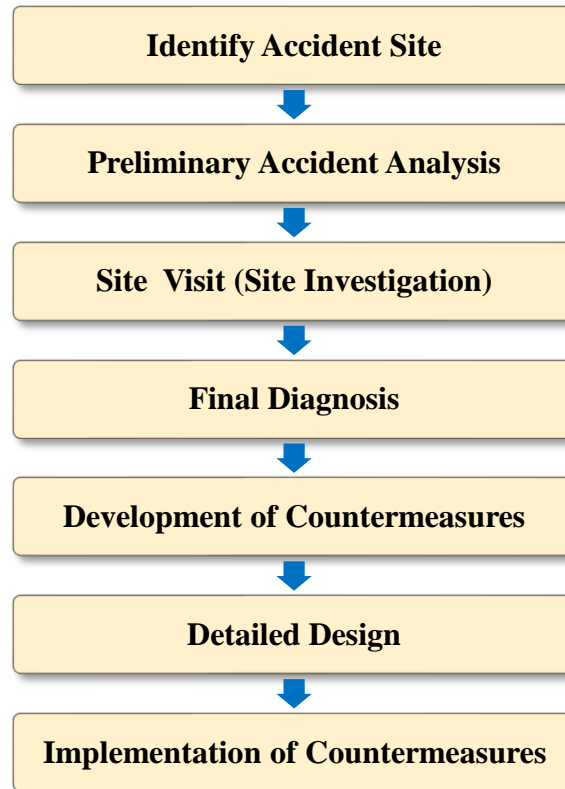 Identify Accident Site
Preliminary Accident Analysis
Site Visit (Site Investigation)
Final Diagnosis
Development of Countermeasures
Detailed Design
Implementation of Countermeasures